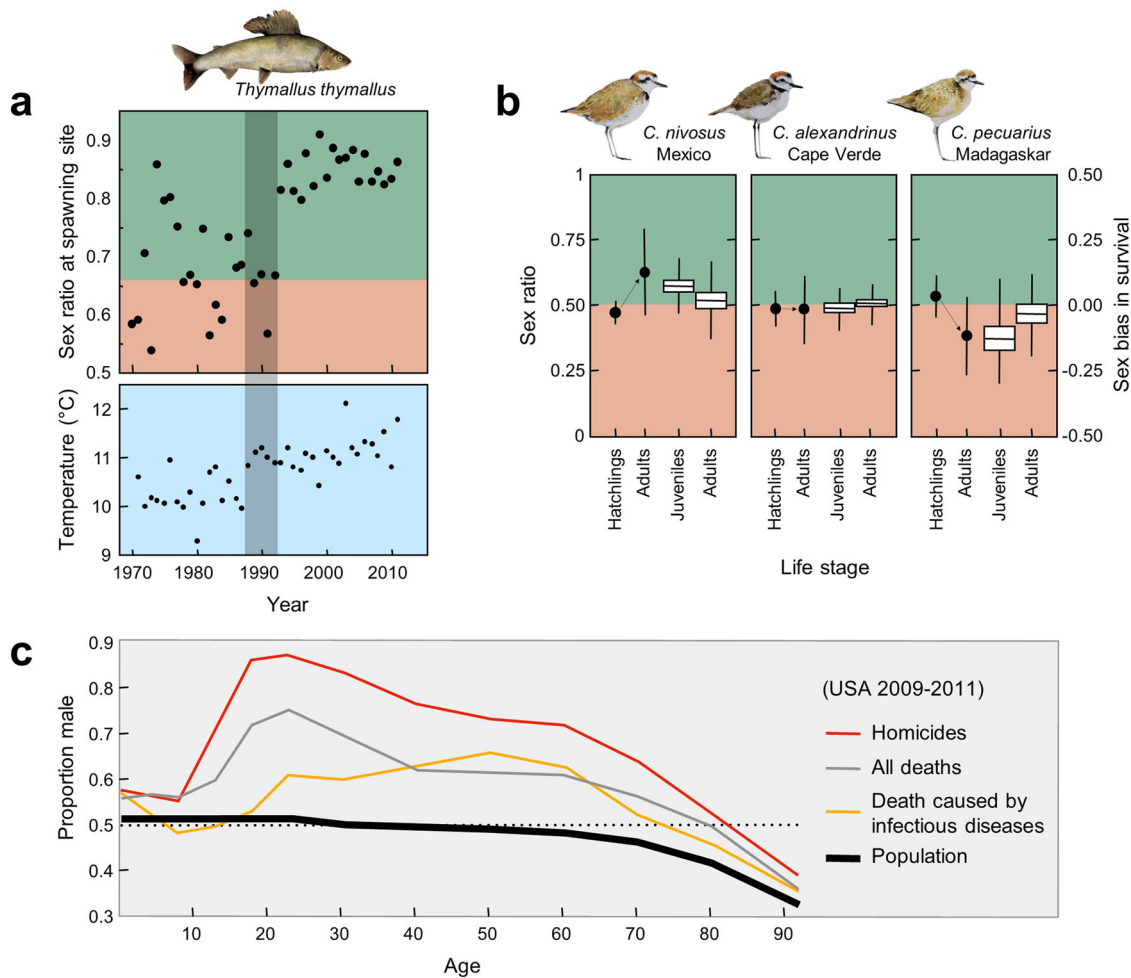 Thymallus thymallus
a
Sex ratio at spawning site
0.9
0.8
0.7
0.6
0.5
Temperature (°C)
12
11
10
9
1970
1980
1990
2000
2010
Year
b
C. nivosus
Mexico
C. alexandrinus
Cape Verde
C. pecuarius
Madagaskar
Sex ratio
1
0.75
0.50
0.25
0
0.50
0.25
0.00
-0.25
-0.50
Sex bias in survival
Hatchlings
Adults
Juveniles
Adults
Hatchlings
Adults
Juveniles
Adults
Hatchlings
Adults
Juveniles
Adults
Life stage
c
Proportion male
0.9
0.8
0.7
0.6
0.5
0.4
0.3
10
20
30
40
50
60
70
80
90
Age
(USA 2009-2011)
Homicides
All deaths
Death caused by
infectious diseases
Population